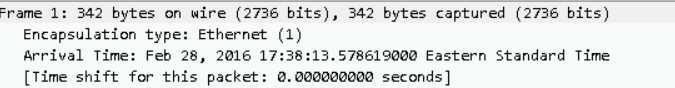 Frame 1: 342 bytes on wire (2736 bits), 342 bytes captured (2736 bits)
Encapsulation type: Ethernet (1)
Arrival Time: Feb 28, 2016 17:38:13.578619000 Eastern Standard Time
[Time shift for this packet: 0.000000000 seconds]